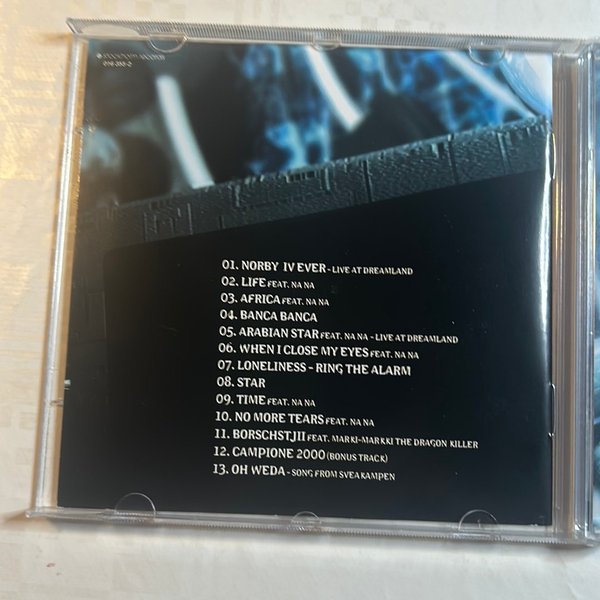 stockholm records
01. NORBY IV EVER - LIVE AT DREAMLAND
02. LIFE FEAT. NA NA
03. AFRICA FEAT. NA NA
04. BANCA BANCA
05. ARABIAN STAR FEAT. NA NA - LIVE AT DREAMLAND
06. WHEN I CLOSE MY EYES FEAT. NA NA
07. LONELINESS - RING THE ALARM
08. STAR
09. TIME FEAT. NA NA
10. NO MORE TEARS FEAT. NA NA
11. BORSCHSTJII FEAT. MARKI-MARKKI THE DRAGON KILLER
12. CAMPIONE 2000 (BONUS TRACK)
13. OH WEDA - SONG FROM SVEAKAMPEN